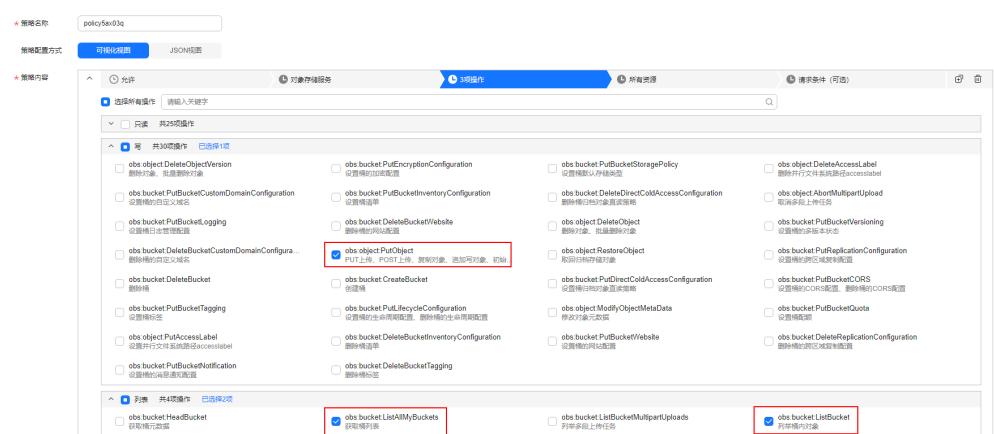 * 策略名称 policy5ax03q
策略配置方式 可视化视图 JSON视图
* 策略内容 允许 对象存储服务 3项操作 所有资源 请求条件（可选）
选择所有操作 请输入关键字
只读 共25项操作
写 共30项操作 已选择1项
obs:object:DeleteObjectVersion obs:bucket:PutEncryptionConfiguration obs:bucket:PutBucketStoragePolicy obs:object:DeleteAccessLabel
删除对象、批量删除对象 设置桶的加密配置 设置桶默认存储类型 删除并行文件系统路径accesslabel
obs:bucket:PutBucketCustomDomainConfiguration obs:bucket:PutBucketInventoryConfiguration obs:bucket:DeleteDirectColdAccessConfiguration obs:object:AbortMultipartUpload
设置桶的自定义域名 设置桶清单 删除桶归档对象直读策略 取消多段上传任务
obs:bucket:PutBucketLogging obs:bucket:DeleteBucketWebsite obs:object:DeleteObject obs:bucket:PutBucketVersioning
设置桶日志管理配置 删除桶的网站配置 删除对象、批量删除对象 设置桶的多版本状态
obs:bucket:DeleteBucketCustomDomainConfigura... obs:object:PutObject obs:object:RestoreObject obs:bucket:PutReplicationConfiguration
删除桶的自定义域名 PUT上传、POST上传、复制对象、追加写对象、初始... 取回归档存储对象 设置桶的跨区域复制配置
obs:bucket:DeleteBucket obs:bucket:CreateBucket obs:bucket:PutDirectColdAccessConfiguration obs:bucket:PutBucketCORS
删除桶 创建桶 设置桶归档对象直读策略 设置桶的CORS配置、删除桶的CORS配置
obs:bucket:PutBucketTagging obs:bucket:PutLifecycleConfiguration obs:object:ModifyObjectMetaData obs:bucket:PutBucketQuota
设置桶标签 设置桶的生命周期配置、删除桶的生命周期配置 修改对象元数据 设置桶配额
obs:object:PutAccessLabel obs:bucket:DeleteBucketInventoryConfiguration obs:bucket:PutBucketWebsite obs:bucket:DeleteReplicationConfiguration
设置并行文件系统路径accesslabel 删除桶清单 设置桶的网站配置 删除桶的跨区域复制配置
obs:bucket:PutBucketNotification obs:bucket:DeleteBucketTagging
设置桶的消息通知配置 删除桶标签
列表 共4项操作 已选择2项
obs:bucket:HeadBucket obs:bucket:ListAllMyBuckets obs:bucket:ListBucketMultipartUploads obs:bucket:ListBucket
获取桶元数据 获取桶列表 列举多段上传任务 列举桶内对象